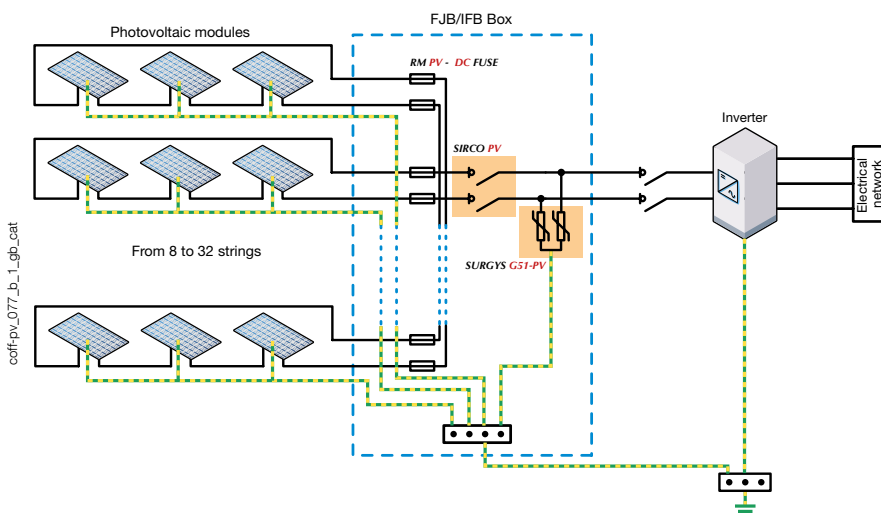 FJB/IFB Box
Photovoltaic modules
RM PV - DC FUSE
Inverter
SIRCO PV
Electrical
network
From 8 to 32 strings
SURGYS G51-PV
coff-pv_077_b_1_gb_cat